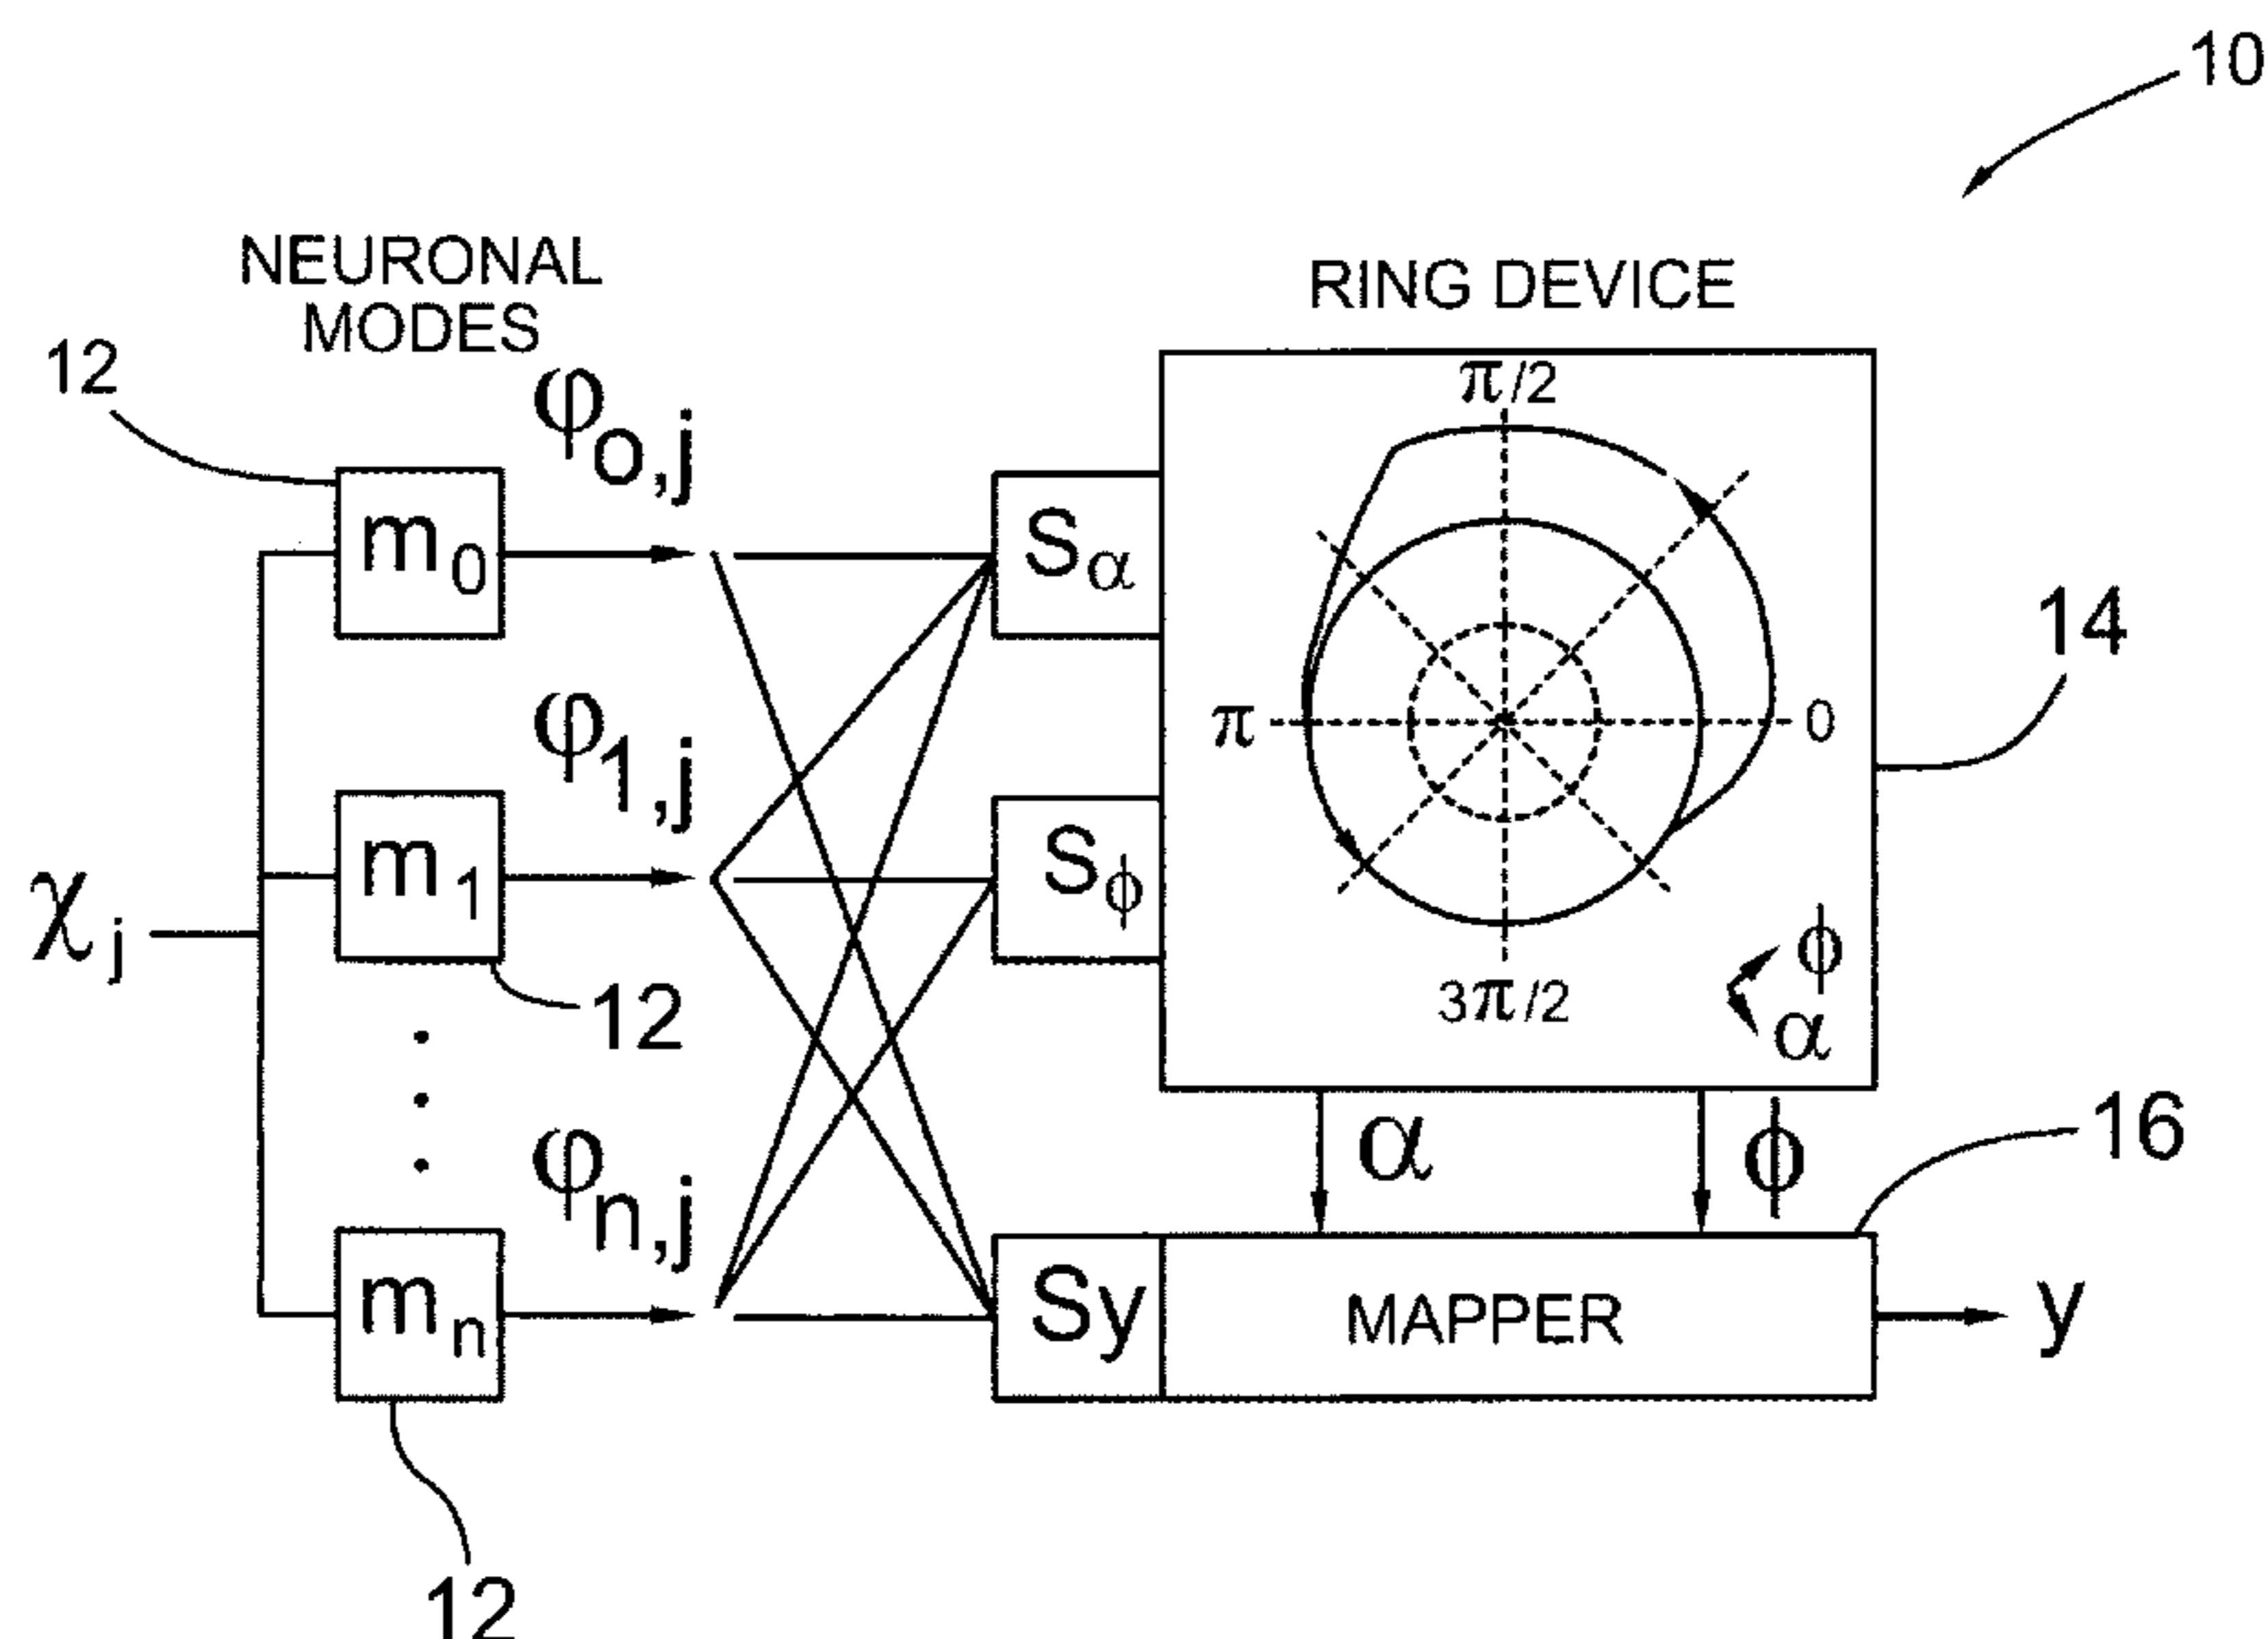 10
NEURONAL
MODES
RING DEVICE
12
φo,j
π/2
m0
Sα
14
φ1,j
π
0
m1
Sϕ
χj
12
3π/2
ϕ
α
φn,j
α
ϕ
16
mn
Sy
MAPPER
y
12